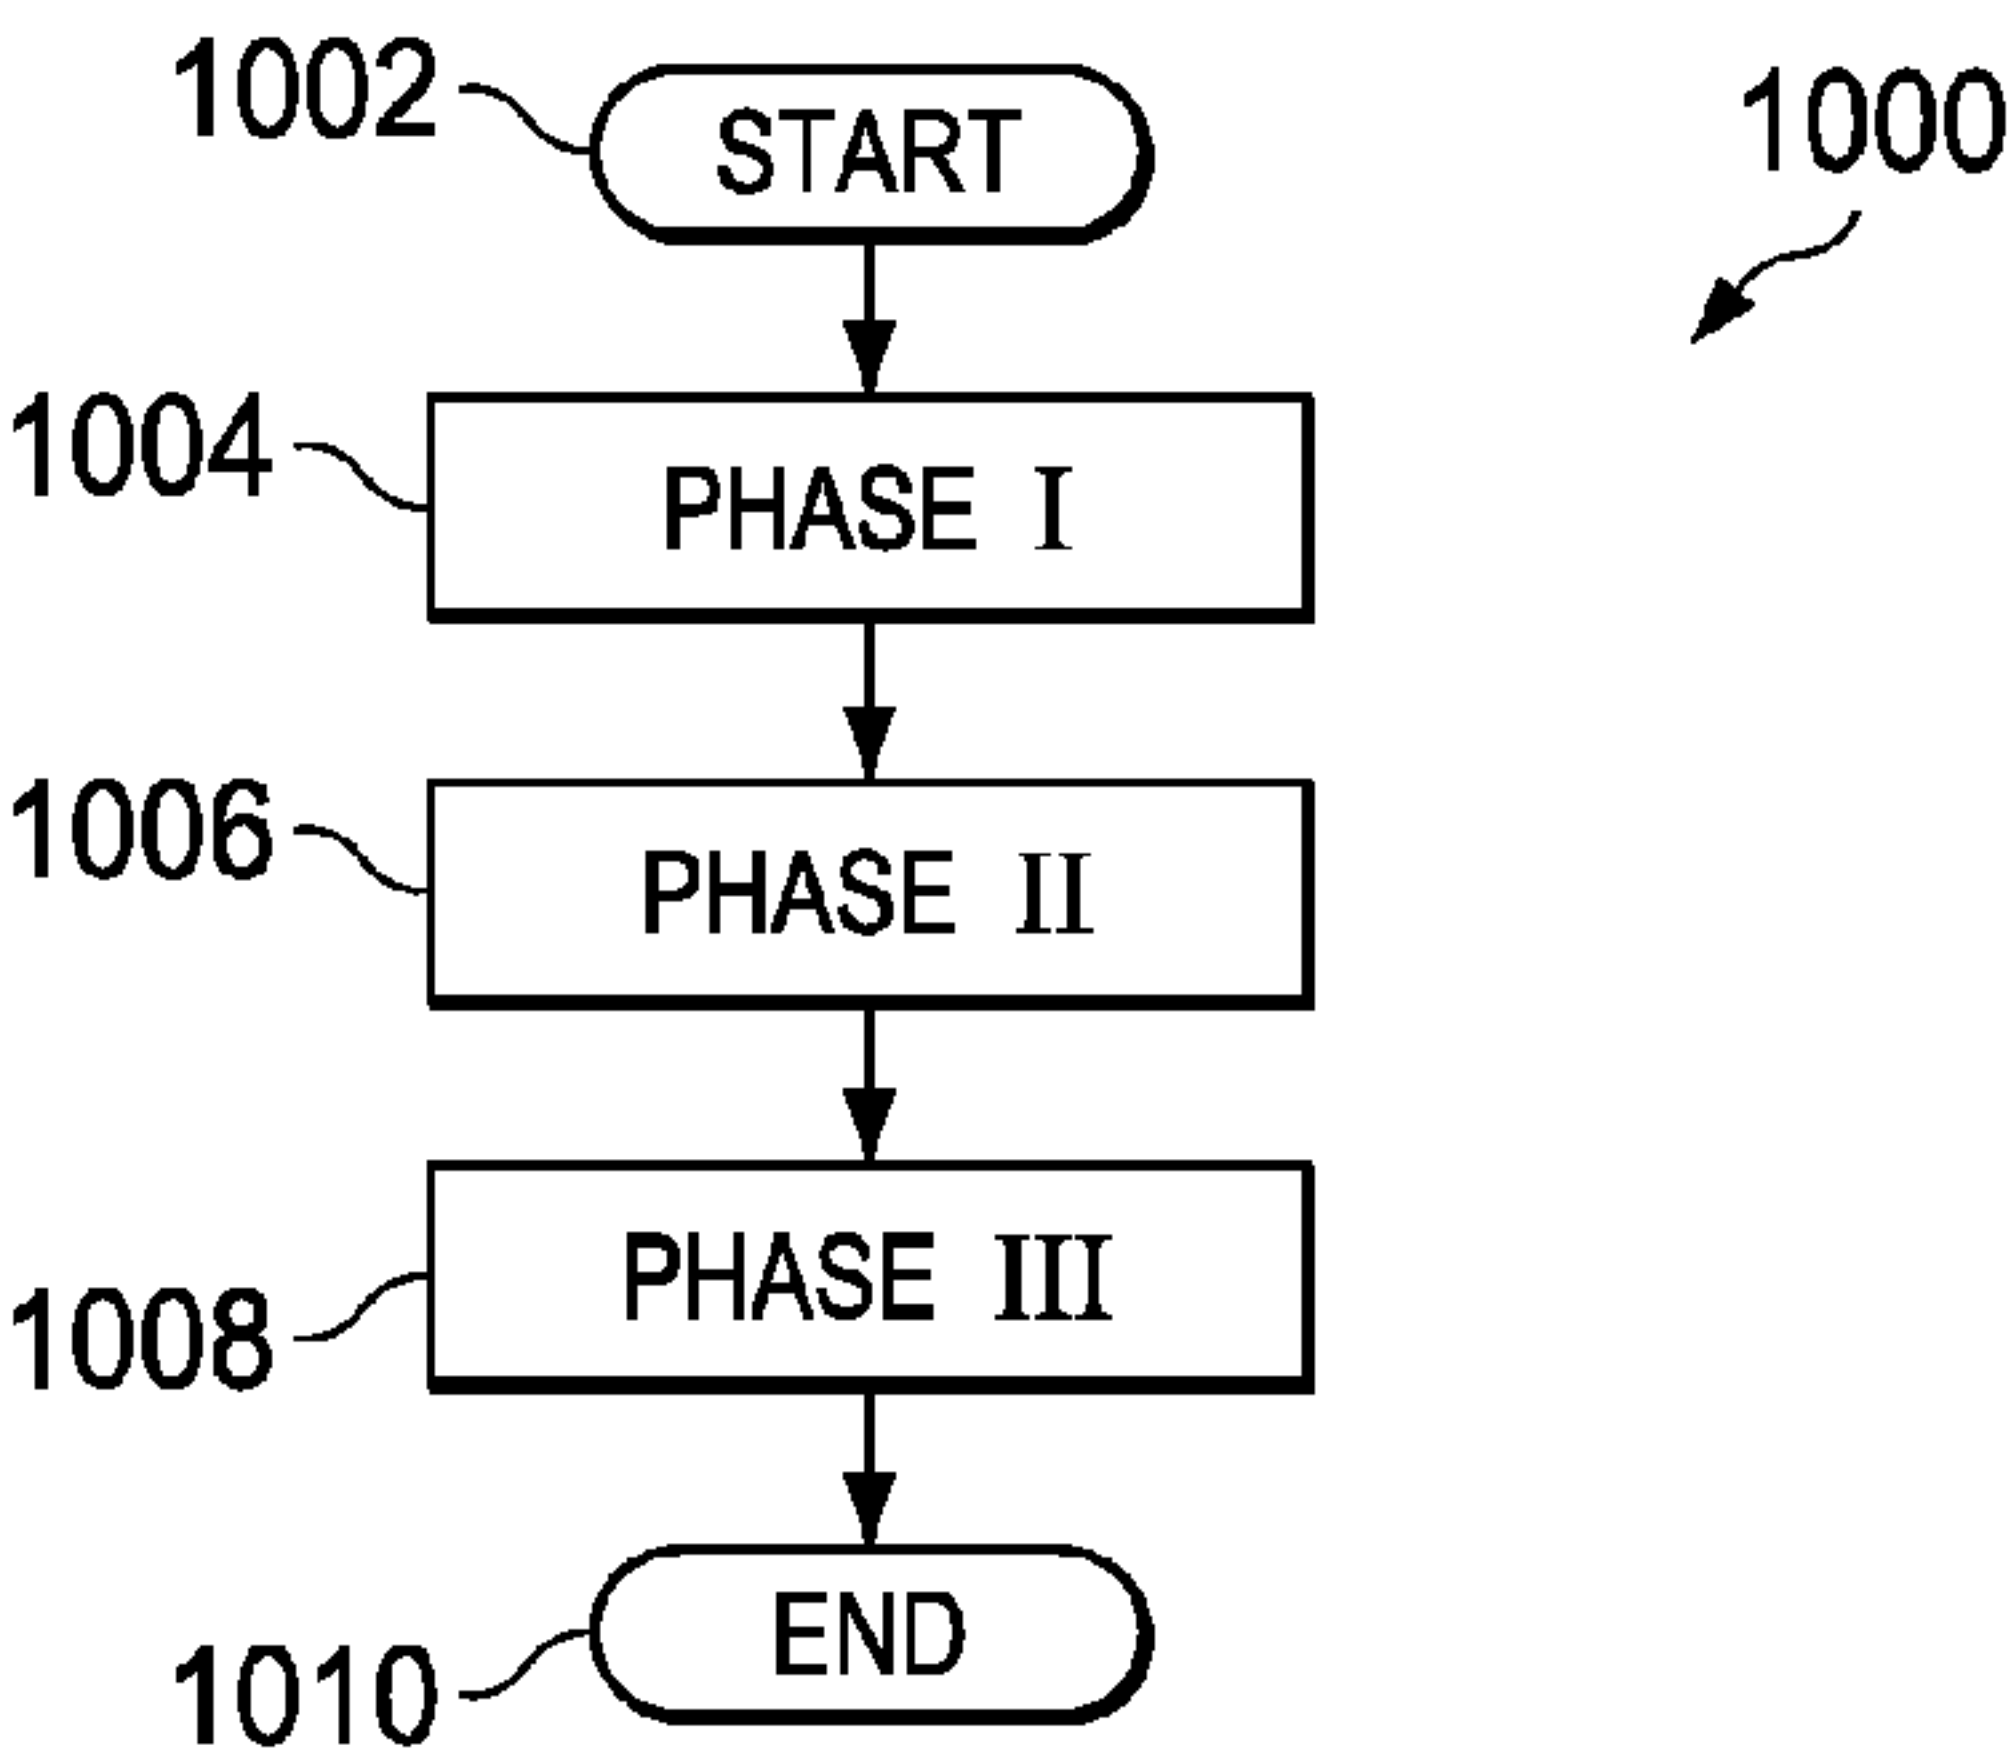 1002
START
1000
1004
PHASE I
1006
PHASE II
PHASE III
1008
END
1010